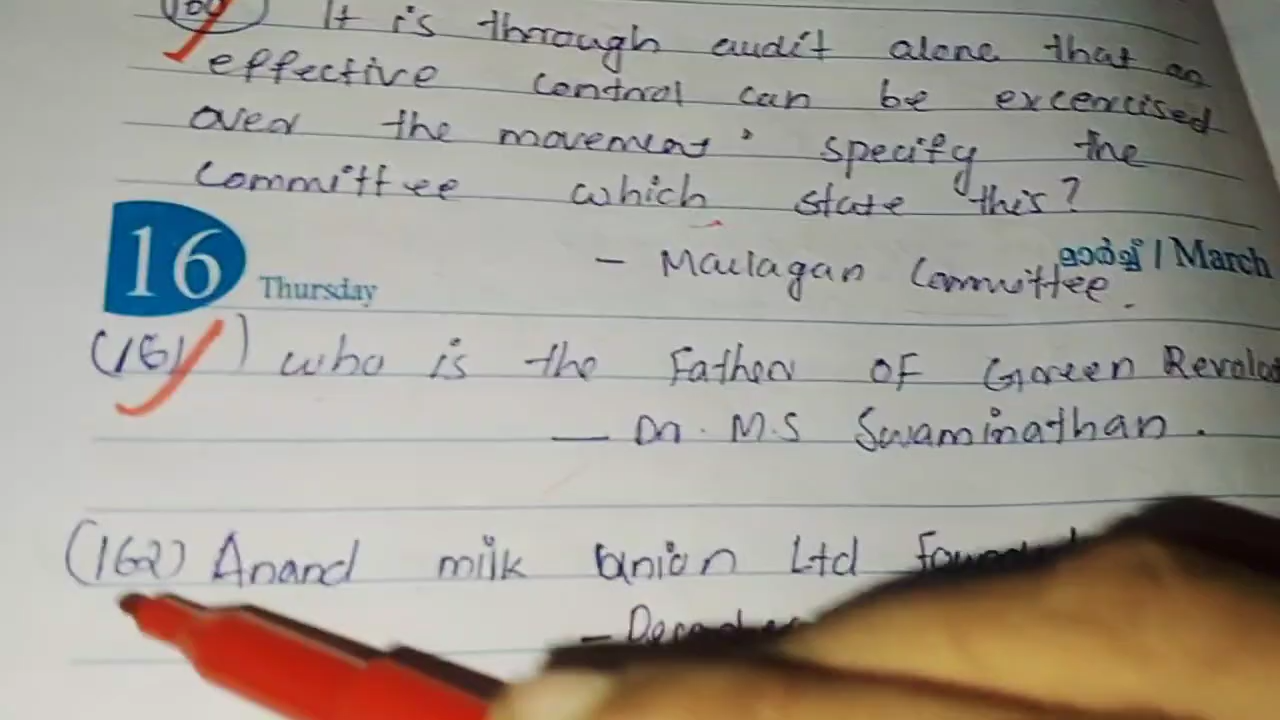 It is through audit alone that an
effective control can be excercised
over the movement" specify the
committee which state this?
16 Thursday മാർച്ച് / March
- Maclagan Committee.
(161) who is the Father OF Green
— Dr. M.S Swaminathan.
(162) Anand milk Union Ltd